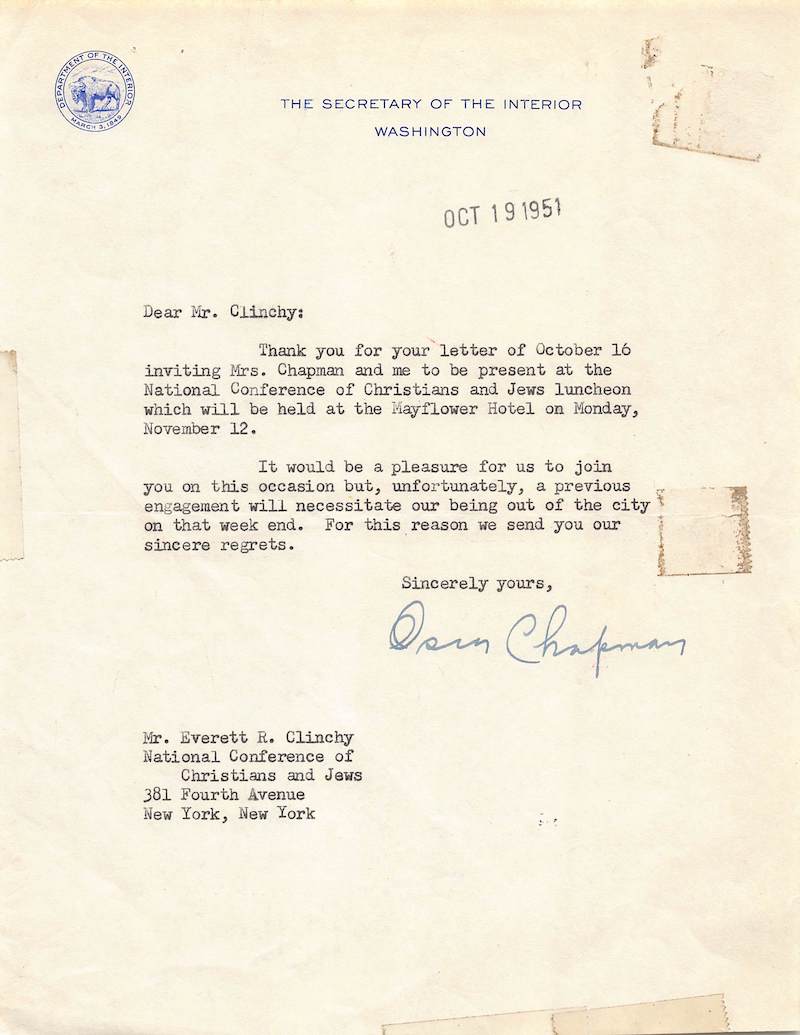 DEPARTMENT OF THE INTERIOR
MARCH 3, 1849
THE SECRETARY OF THE INTERIOR
WASHINGTON
OCT 19 1951
Dear Mr. Clinchy:
Thank you for your letter of October 16
inviting Mrs. Chapman and me to be present at the
National Conference of Christians and Jews luncheon
which will be held at the Mayflower Hotel on Monday,
November 12.
It would be a pleasure for us to join
you on this occasion but, unfortunately, a previous
engagement will necessitate our being out of the city
on that week end.  For this reason we send you our
sincere regrets.
Sincerely yours,
Oscar Chapman
Mr. Everett R. Clinchy
National Conference of
Christians and Jews
381 Fourth Avenue
New York, New York